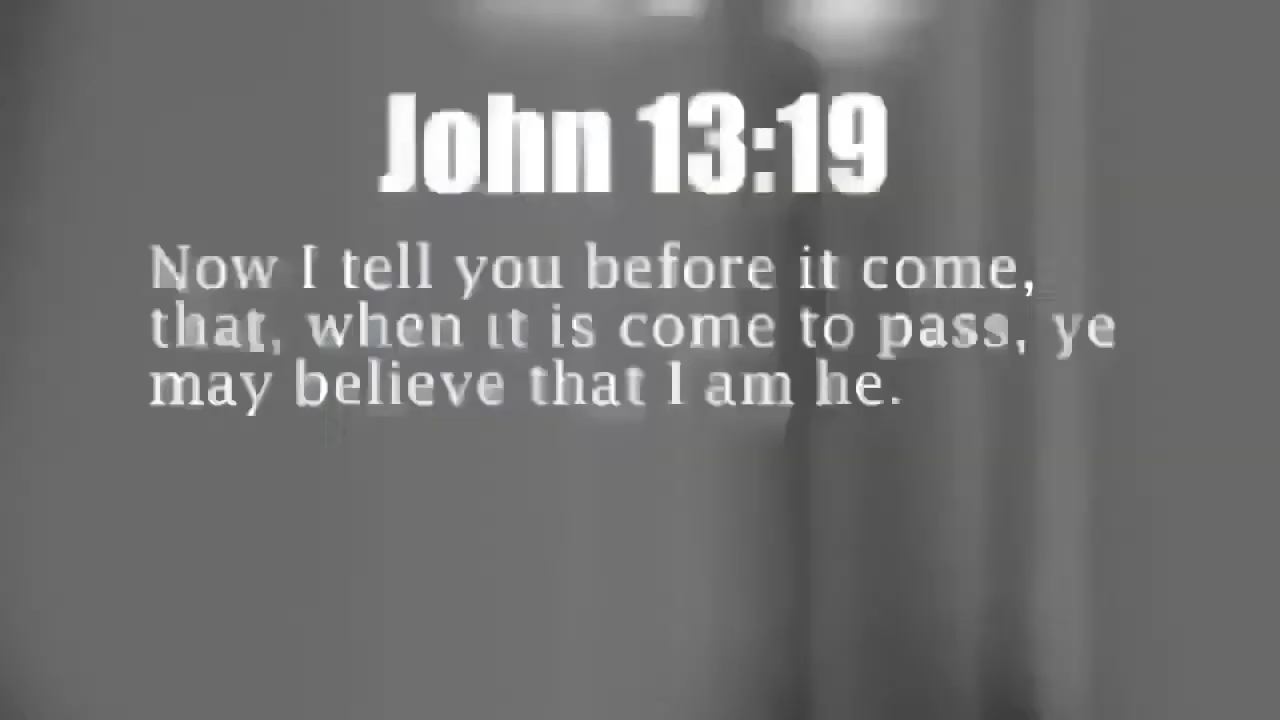 John 13:19
Now I tell you before it come,
that, when it is come to pass, ye
may believe that I am he.